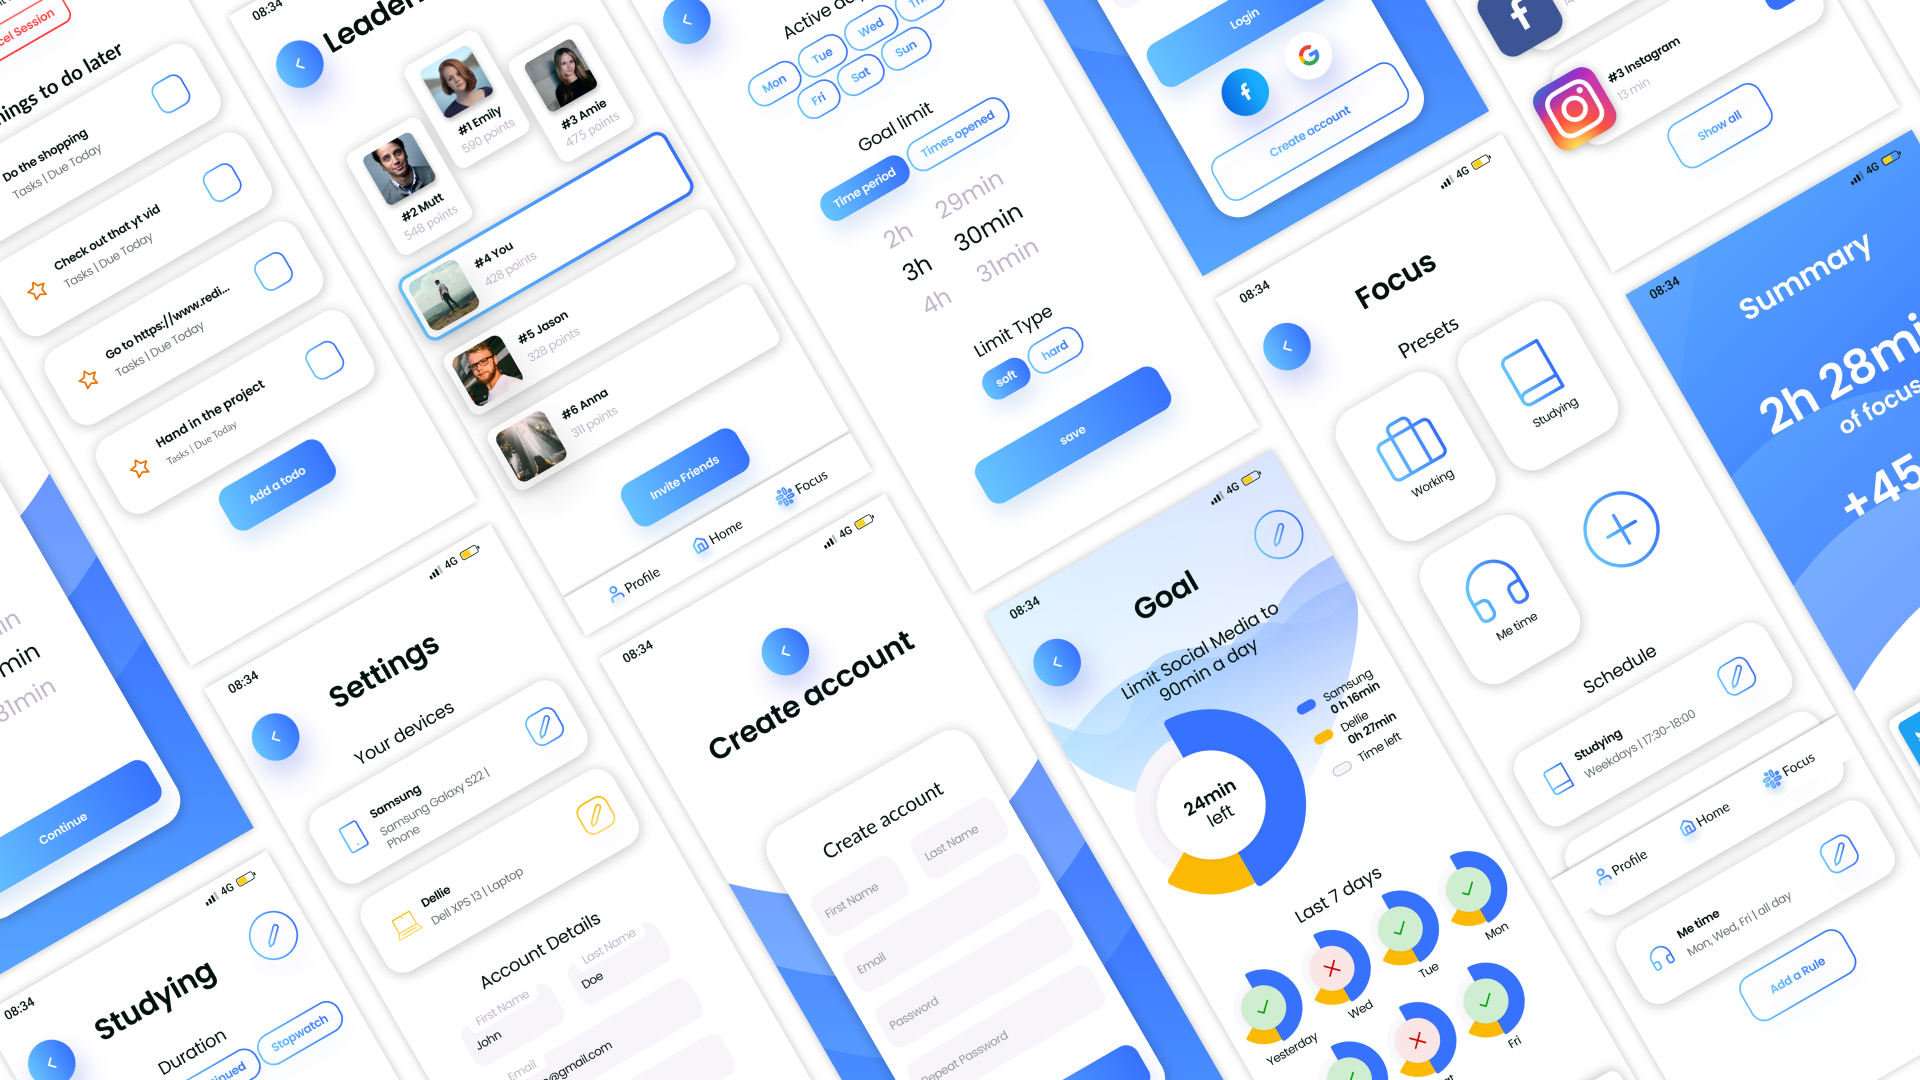 cel Session
ings to do later
Do the shopping
Tasks | Due Today
Check out that yt vid
Tasks | Due Today
Go to https://www.redi...
Tasks | Due Today
Hand in the project
Tasks | Due Today
Add a todo
08:34
#1 Emily
590 points
#3 Amie
475 points
#2 Mutt
548 points
#4 You
428 points
#5 Jason
328 points
#6 Anna
311 points
Invite Friends
Profile
Home
Focus
Mon
Tue
Wed
Fri
Sat
Sun
Goal limit
Time period
Times opened
2h
29min
3h
30min
4h
31min
Limit Type
soft
hard
save
Login
Create account
#3 Instagram
13 min
Show all
min
31min
Continue
08:34
4G
Studying
Duration
Stopwatch
08:34
4G
Settings
Your devices
Samsung
Samsung Galaxy S22 |
Phone
Dellie
Dell XPS 13 | Laptop
Account Details
First Name
John
Last Name
Doe
Email
@gmail.com
08:34
4G
Create account
Create account
First Name
Last Name
Email
Password
Repeat Password
08:34
4G
Goal
Limit Social Media to
90min a day
Samsung
0 h 16min
Dellie
0h 27min
Time left
24min
left
Last 7 days
Yesterday
Wed
Tue
Mon
Fri
08:34
4G
Focus
Presets
Working
Studying
Me time
Schedule
Studying
Weekdays | 17:30-18:00
Profile
Home
Focus
Me time
Mon, Wed, Fri | all day
Add a Rule
08:34
4G
Summary
2h 28mi
of focus
+45